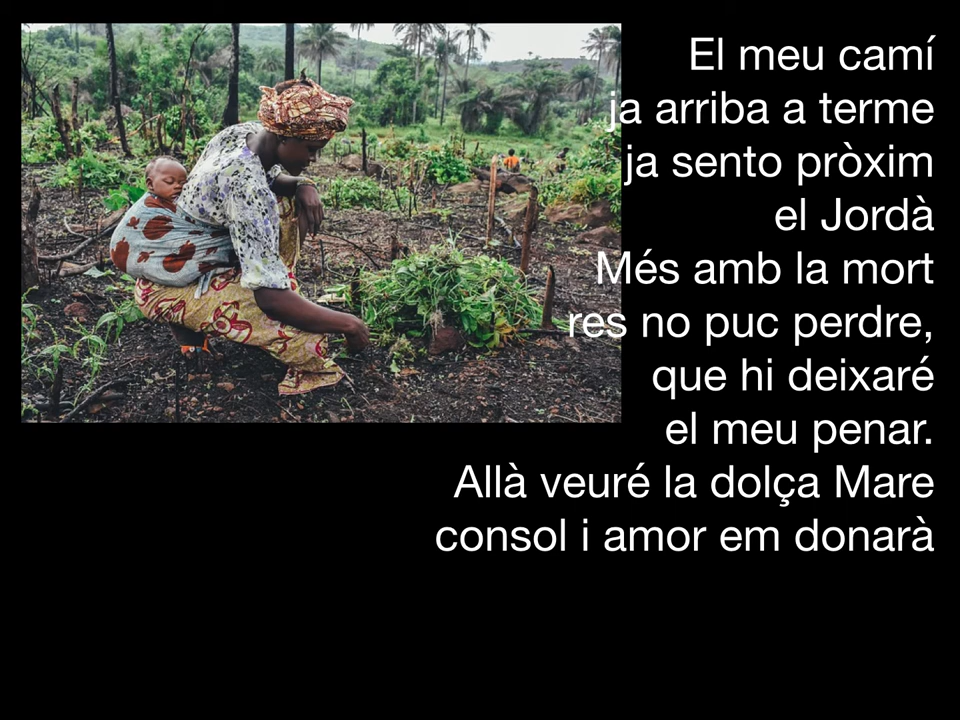 El meu camí
ja arriba a terme
ja sento pròxim
el Jordà
Més amb la mort
res no puc perdre,
que hi deixaré
el meu penar.
Allà veuré la dolça Mare
consol i amor em donarà